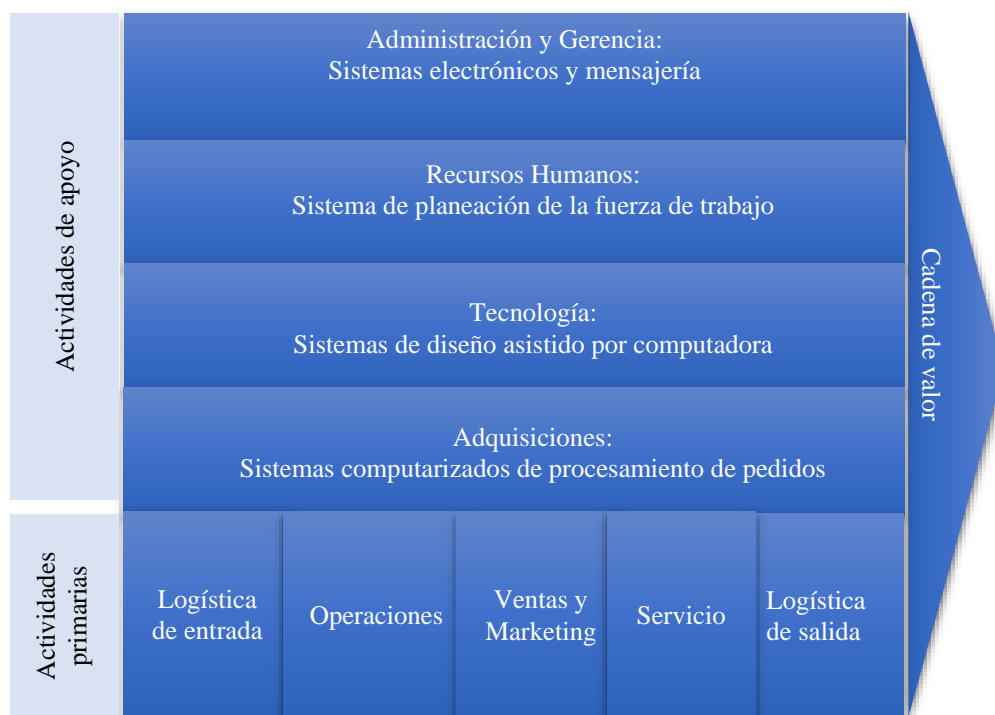 Administración y Gerencia:
Sistemas electrónicos y mensajería
Recursos Humanos:
Sistema de planeación de la fuerza de trabajo
Tecnología:
Sistemas de diseño asistido por computadora
Adquisiciones:
Sistemas computarizados de procesamiento de pedidos
Actividades de apoyo
Cadena de valor
Actividades
primarias
Logística
de entrada
Operaciones
Ventas y
Marketing
Servicio
Logística
de salida